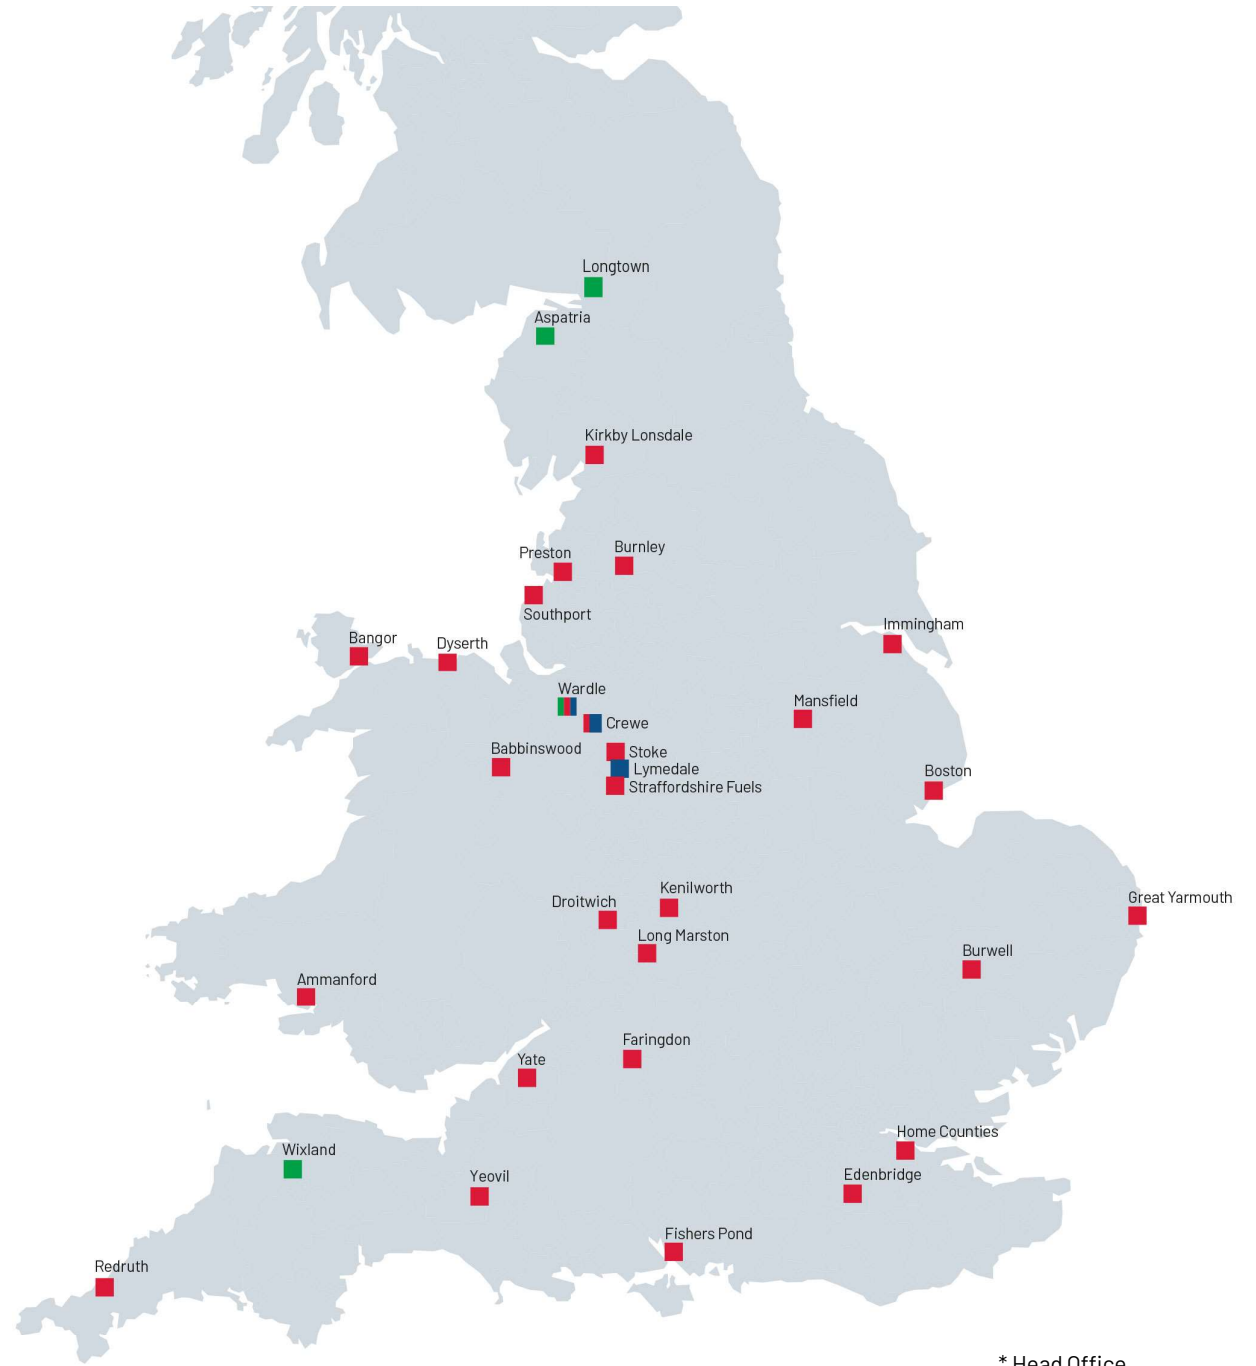 Longtown
Aspatria
Kirkby Lonsdale
Preston
Burnley
Southport
Immingham
Bangor
Dyserth
Wardle
Mansfield
Crewe
Babbinswood
Stoke
Lymedale
Boston
Straffordshire Fuels
Kenilworth
Droitwich
Great Yarmouth
Long Marston
Burwell
Ammanford
Faringdon
Yate
Home Counties
Wixland
Edenbridge
Yeovil
Fishers Pond
Redruth
* Head Office